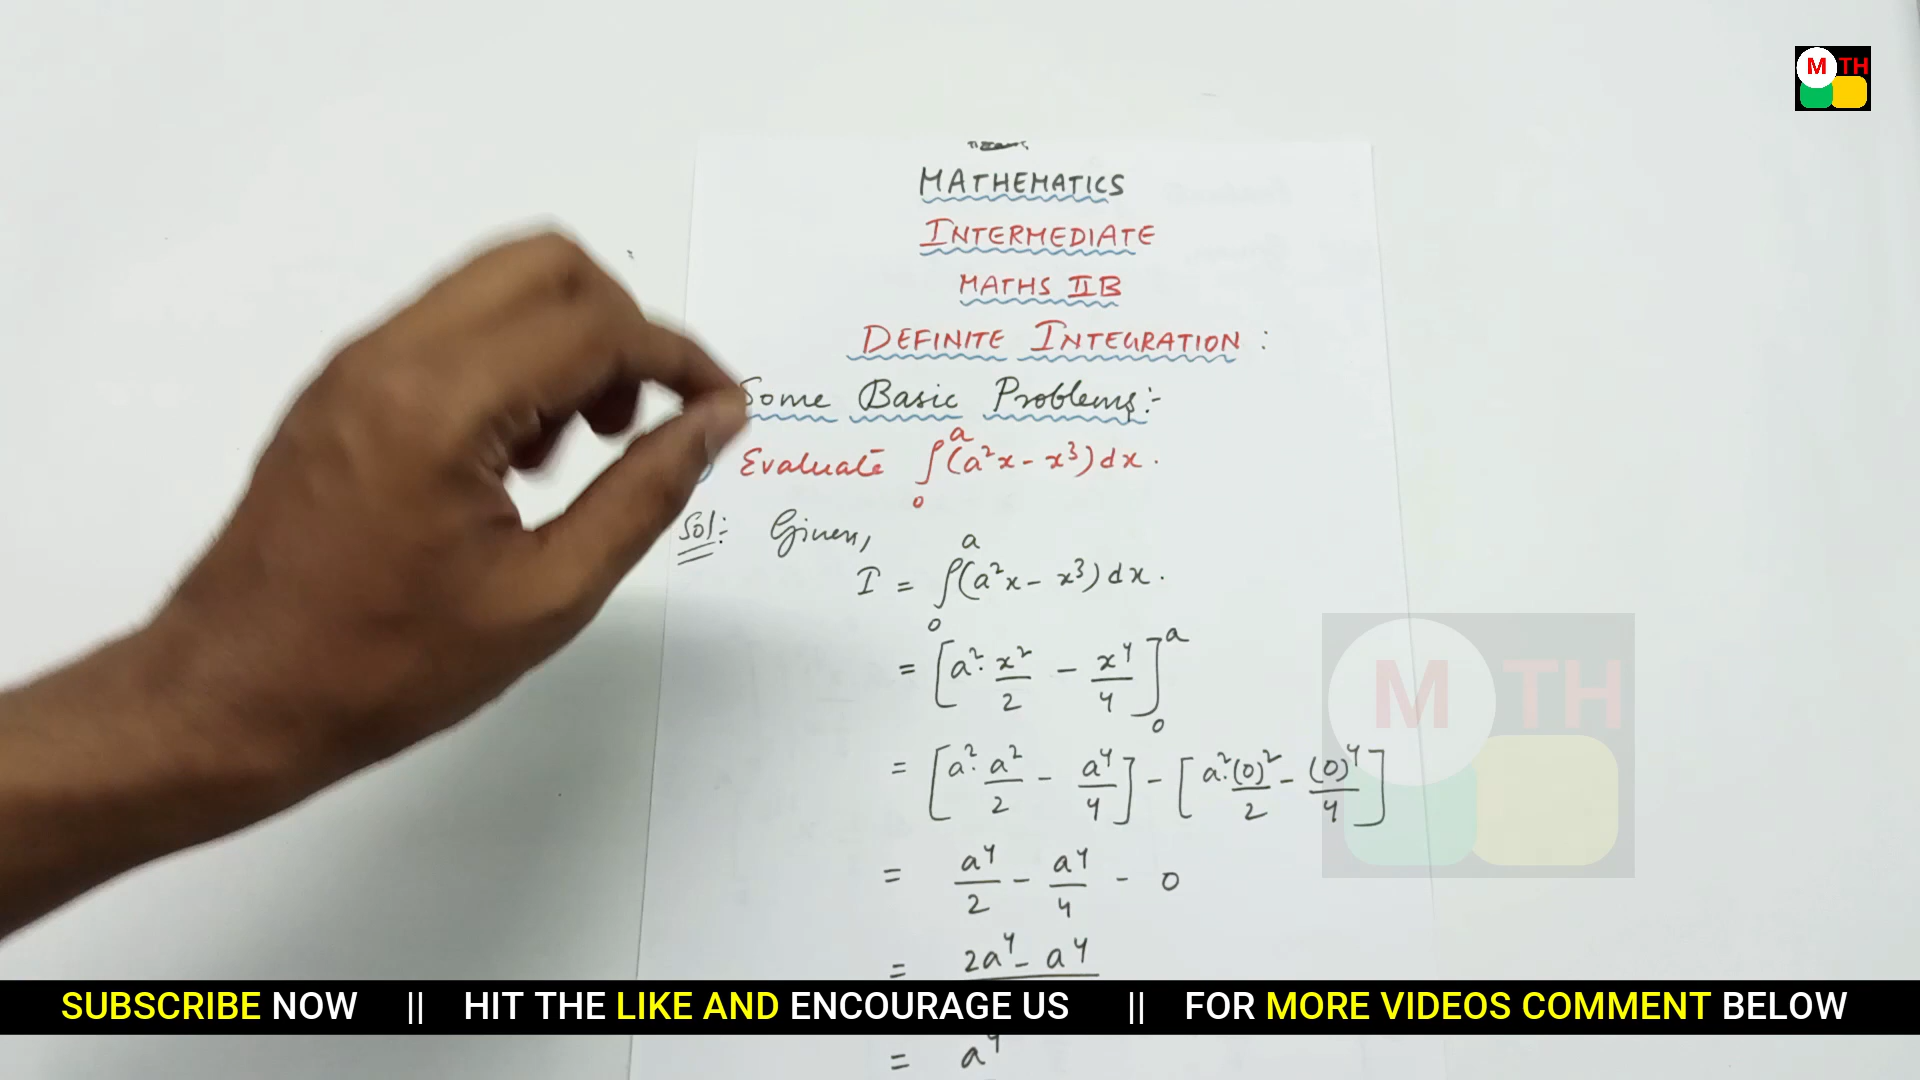 M TH
MATHEMATICS
INTERMEDIATE
MATHS IIB
DEFINITE INTEGRATION :
Some Basic Problems:-
Evaluate ∫₀ᵃ (a²x - x³) dx.
Sol: Given,
I = ∫₀ᵃ (a²x - x³) dx.
= [a². x²/2 - x⁴/4]₀ᵃ
= [a². a²/2 - a⁴/4] - [a². (0)²/2 - (0)⁴/4]
M TH
= a⁴/2 - a⁴/4 - 0
= 2a⁴ - a⁴
SUBSCRIBE NOW || HIT THE LIKE AND ENCOURAGE US || FOR MORE VIDEOS COMMENT BELOW
= a⁴